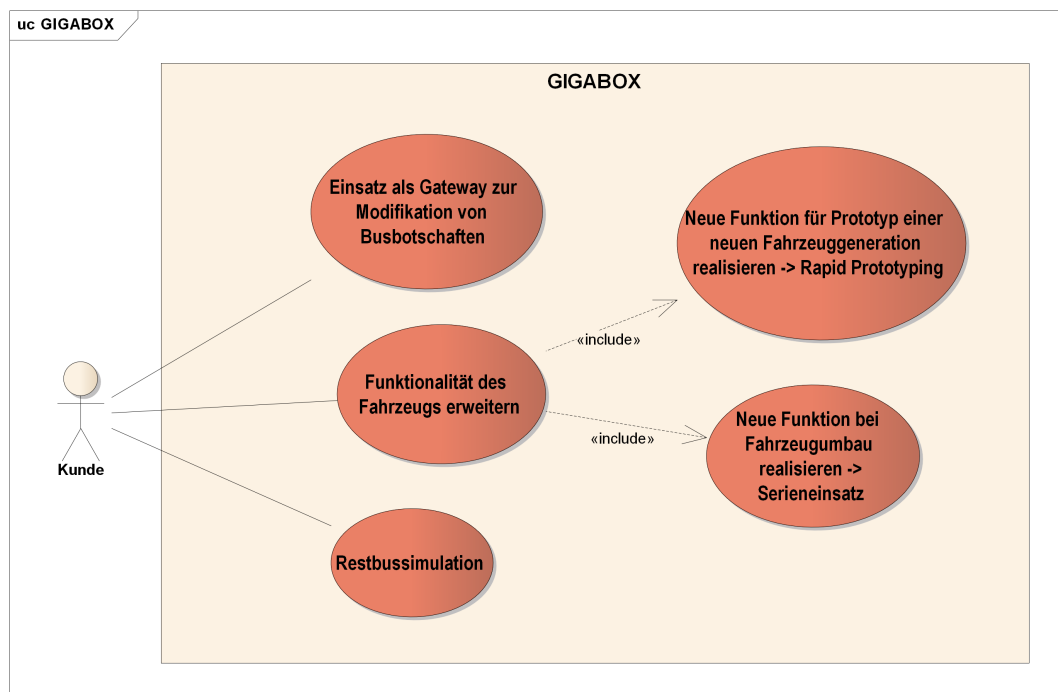 uc GIGABOX
GIGABOX
Einsatz als Gateway zur
Modifikation von
Busbotschaften
Neue Funktion für Prototyp einer
neuen Fahrzeuggeneration
realisieren -> Rapid Prototyping
«include»
Funktionalität des
Fahrzeugs erweitern
«include»
Neue Funktion bei
Fahrzeugumbau
realisieren ->
Serieneinsatz
Kunde
Restbussimulation